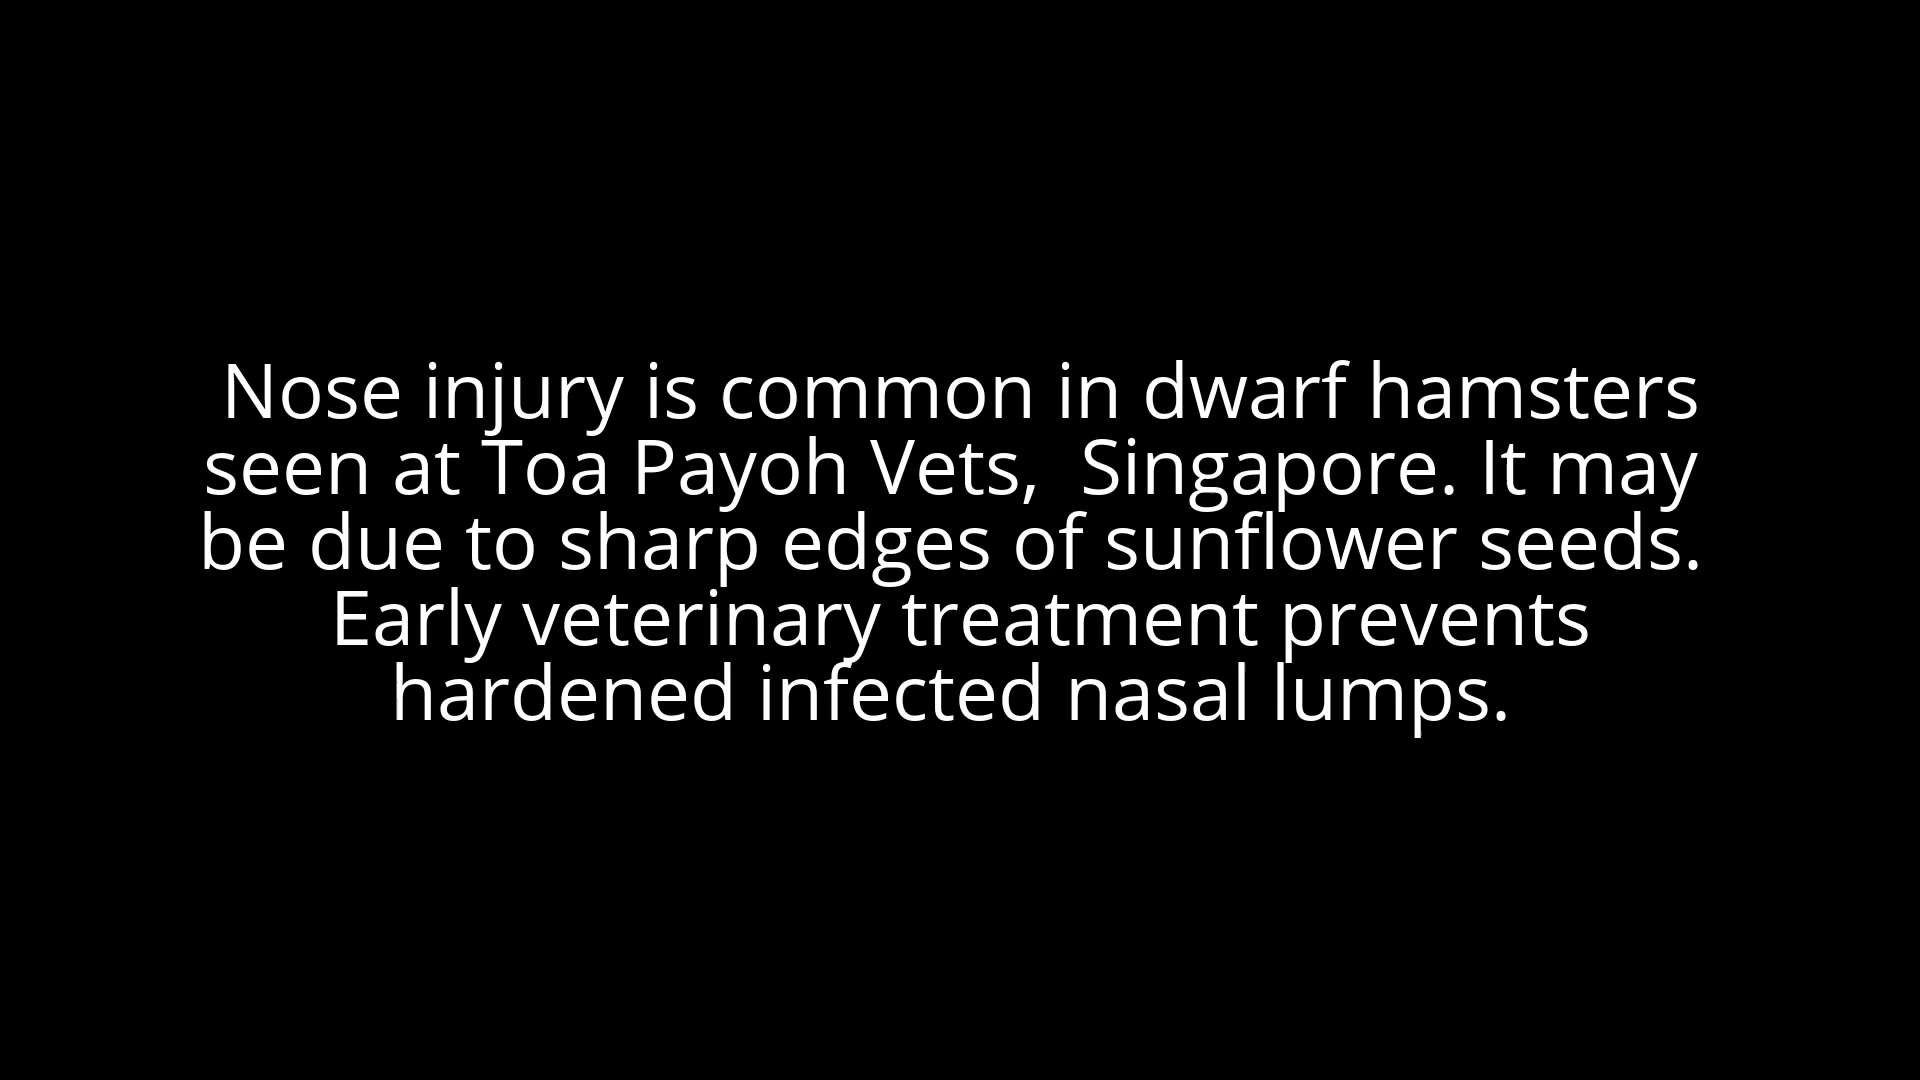 Nose injury is common in dwarf hamsters
seen at Toa Payoh Vets,  Singapore. It may
be due to sharp edges of sunflower seeds.
Early veterinary treatment prevents
hardened infected nasal lumps.